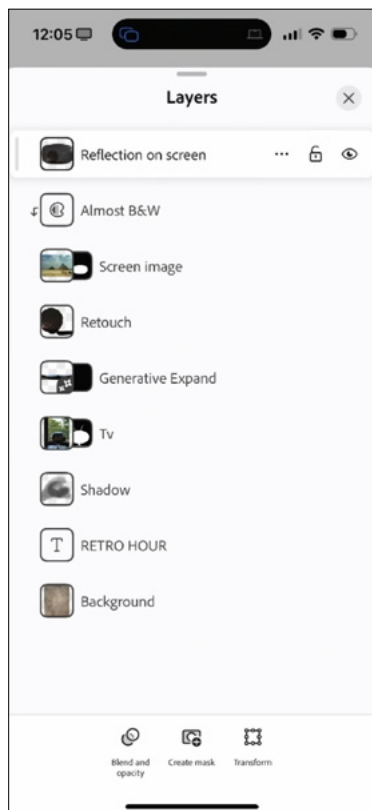 12:05
Layers
Reflection on screen
Almost B&W
Screen image
Retouch
Generative Expand
Tv
Shadow
T RETRO HOUR
Background
Blend and opacity
Create mask
Transform